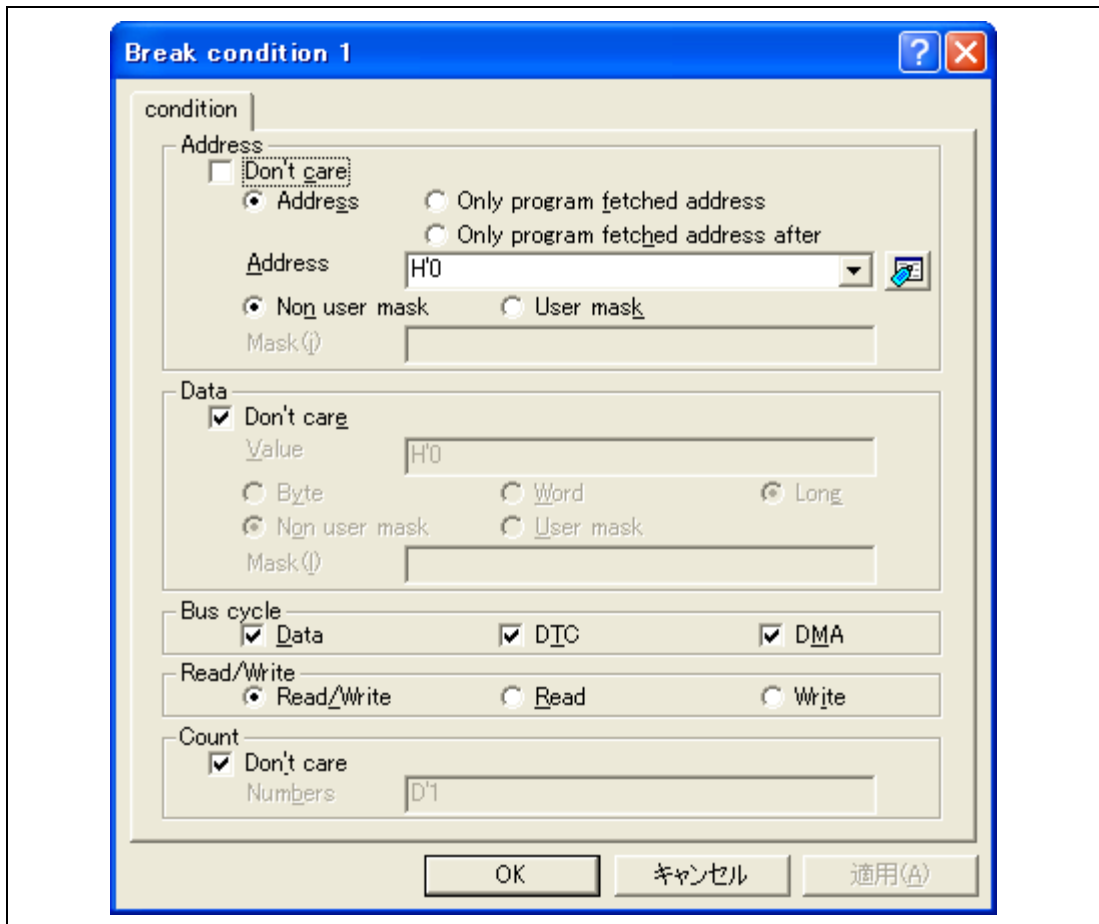 Break condition 1
condition
Address
Don't care
Address Only program fetched address
Only program fetched address after
Address H'0
Non user mask User mask
Mask(j)
Data
Don't care
Value H'0
Byte Word Long
Non user mask User mask
Mask(l)
Bus cycle
Data DTC DMA
Read/Write
Read/Write Read Write
Count
Don't care
Numbers D'1
OK キャンセル 適用(A)